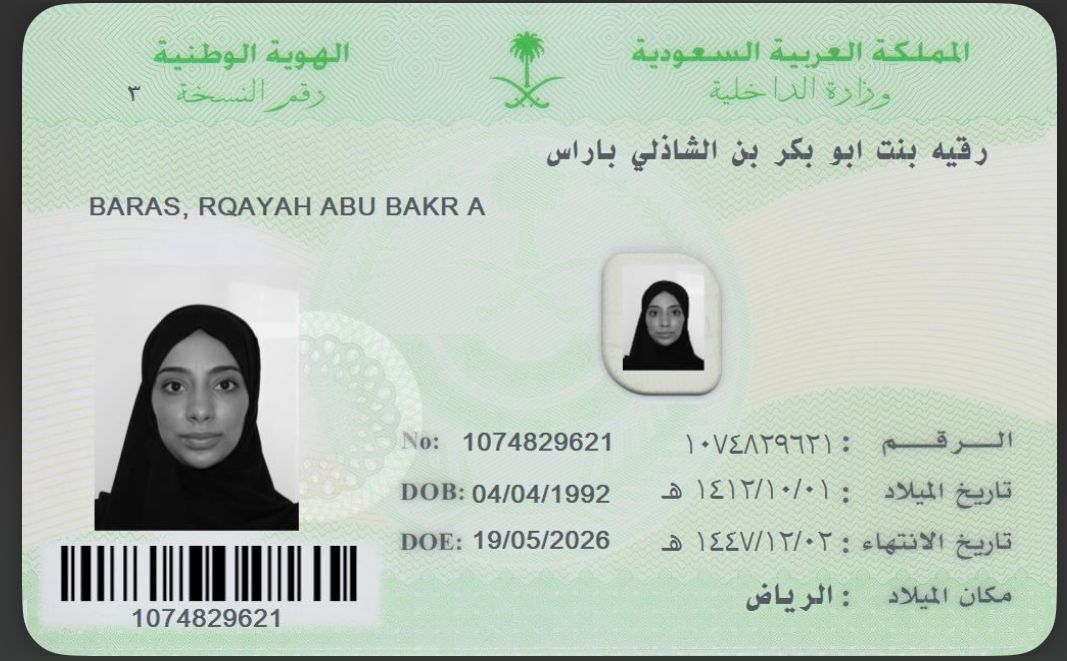 المملكة العربية السعودية
وزارة الداخلية
الهوية الوطنية
رقم النسخة ٣
رقيه بنت ابو بكر بن الشاذلي باراس
BARAS, RQAYAH ABU BAKR A
الـــرقـــم : ١٠٧٤٨٢٩٦٢١ No: 1074829621
تاريخ الميلاد : ١٤١٢/١٠/٠١ هـ DOB: 04/04/1992
تاريخ الانتهاء : ١٤٤٧/١٢/٠٢ هـ DOE: 19/05/2026
مكان الميلاد : الرياض
1074829621